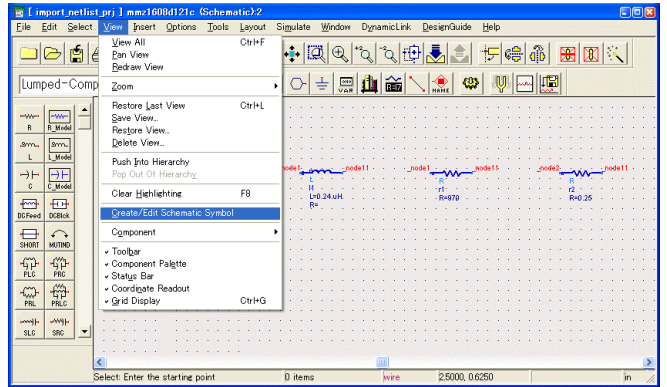 [ import_netlist_prj ] mmz1608d121c (Schematic):2
File Edit Select View Insert Options Tools Layout Simulate Window DynamicLink DesignGuide Help
View All Ctrl+F
Pan View
Redraw View
Lumped-Comp
Zoom
VAR
R=17
NAME
Restore Last View Ctrl+L
Save View...
Restore View...
Delete View...
R R_Model
L L_Model
C C_Model
DCFeed DCBlck
SHORT MUTIND
PLC PRC
PRL PRLC
SLC SRC
Push Into Hierarchy
Pop Out Of Hierarchy
Clear Highlighting F8
Create/Edit Schematic Symbol
Component
Toolbar
Component Palette
Status Bar
Coordinate Readout
Grid Display Ctrl+G
node1 node11
L
l1
L=0.24 uH
R=
node1 node11
R
r1
R=970
node2 node11
R
r2
R=0.25
Select: Enter the starting point 0 items wire 2.5000, 0.6250 in